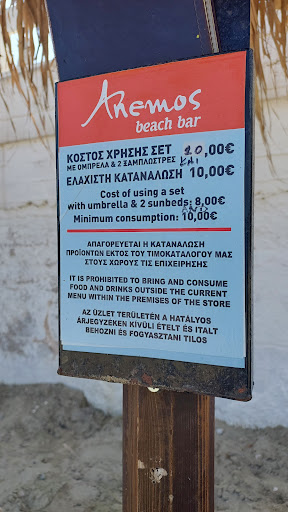 Anemos
beach bar
ΚΟΣΤΟΣ ΧΡΗΣΗΣ ΣΕΤ 20,00€
ΜΕ ΟΜΠΡΕΛΑ & 2 ΞΑΠΛΩΣΤΡΕΣ ΚΑΙ
ΕΛΑΧΙΣΤΗ ΚΑΤΑΝΑΛΩΣΗ 10,00€
Cost of using a set
with umbrella & 2 sunbeds: 8,00€
Minimum consumption: 10,00€
ΑΠΑΓΟΡΕΥΕΤΑΙ Η ΚΑΤΑΝΑΛΩΣΗ
ΠΡΟΪΟΝΤΩΝ ΕΚΤΟΣ ΤΟΥ ΤΙΜΟΚΑΤΑΛΟΓΟΥ ΜΑΣ
ΣΤΟΥΣ ΧΩΡΟΥΣ ΤΙΣ ΕΠΙΧΕΙΡΗΣΗΣ
IT IS PROHIBITED TO BRING AND CONSUME
FOOD AND DRINKS OUTSIDE THE CURRENT
MENU WITHIN THE PREMISES OF THE STORE
AZ ÜZLET TERÜLETÉN A HATÁLYOS
ÁRJEGYZÉKEN KÍVÜLI ÉTELT ÉS ITALT
BEHOZNI ÉS FOGYASZTANI TILOS